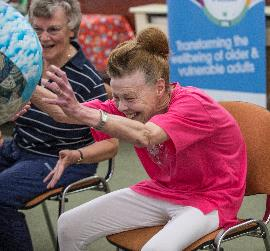 Transforming the
wellbeing of older &
vulnerable adults